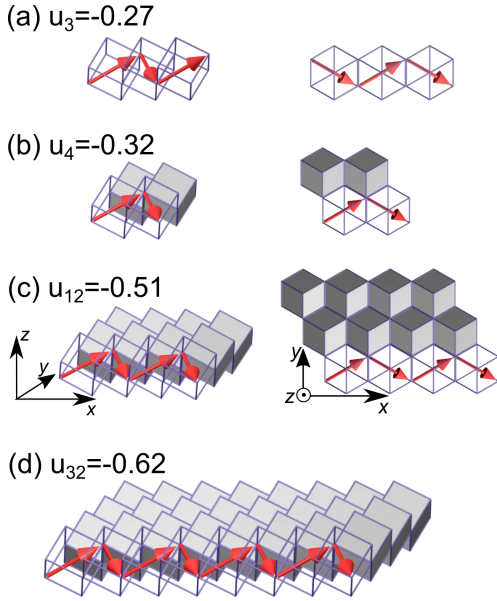 (a) u3=-0.27
(b) u4=-0.32
(c) u12=-0.51
z
y
x
y
z
x
(d) u32=-0.62